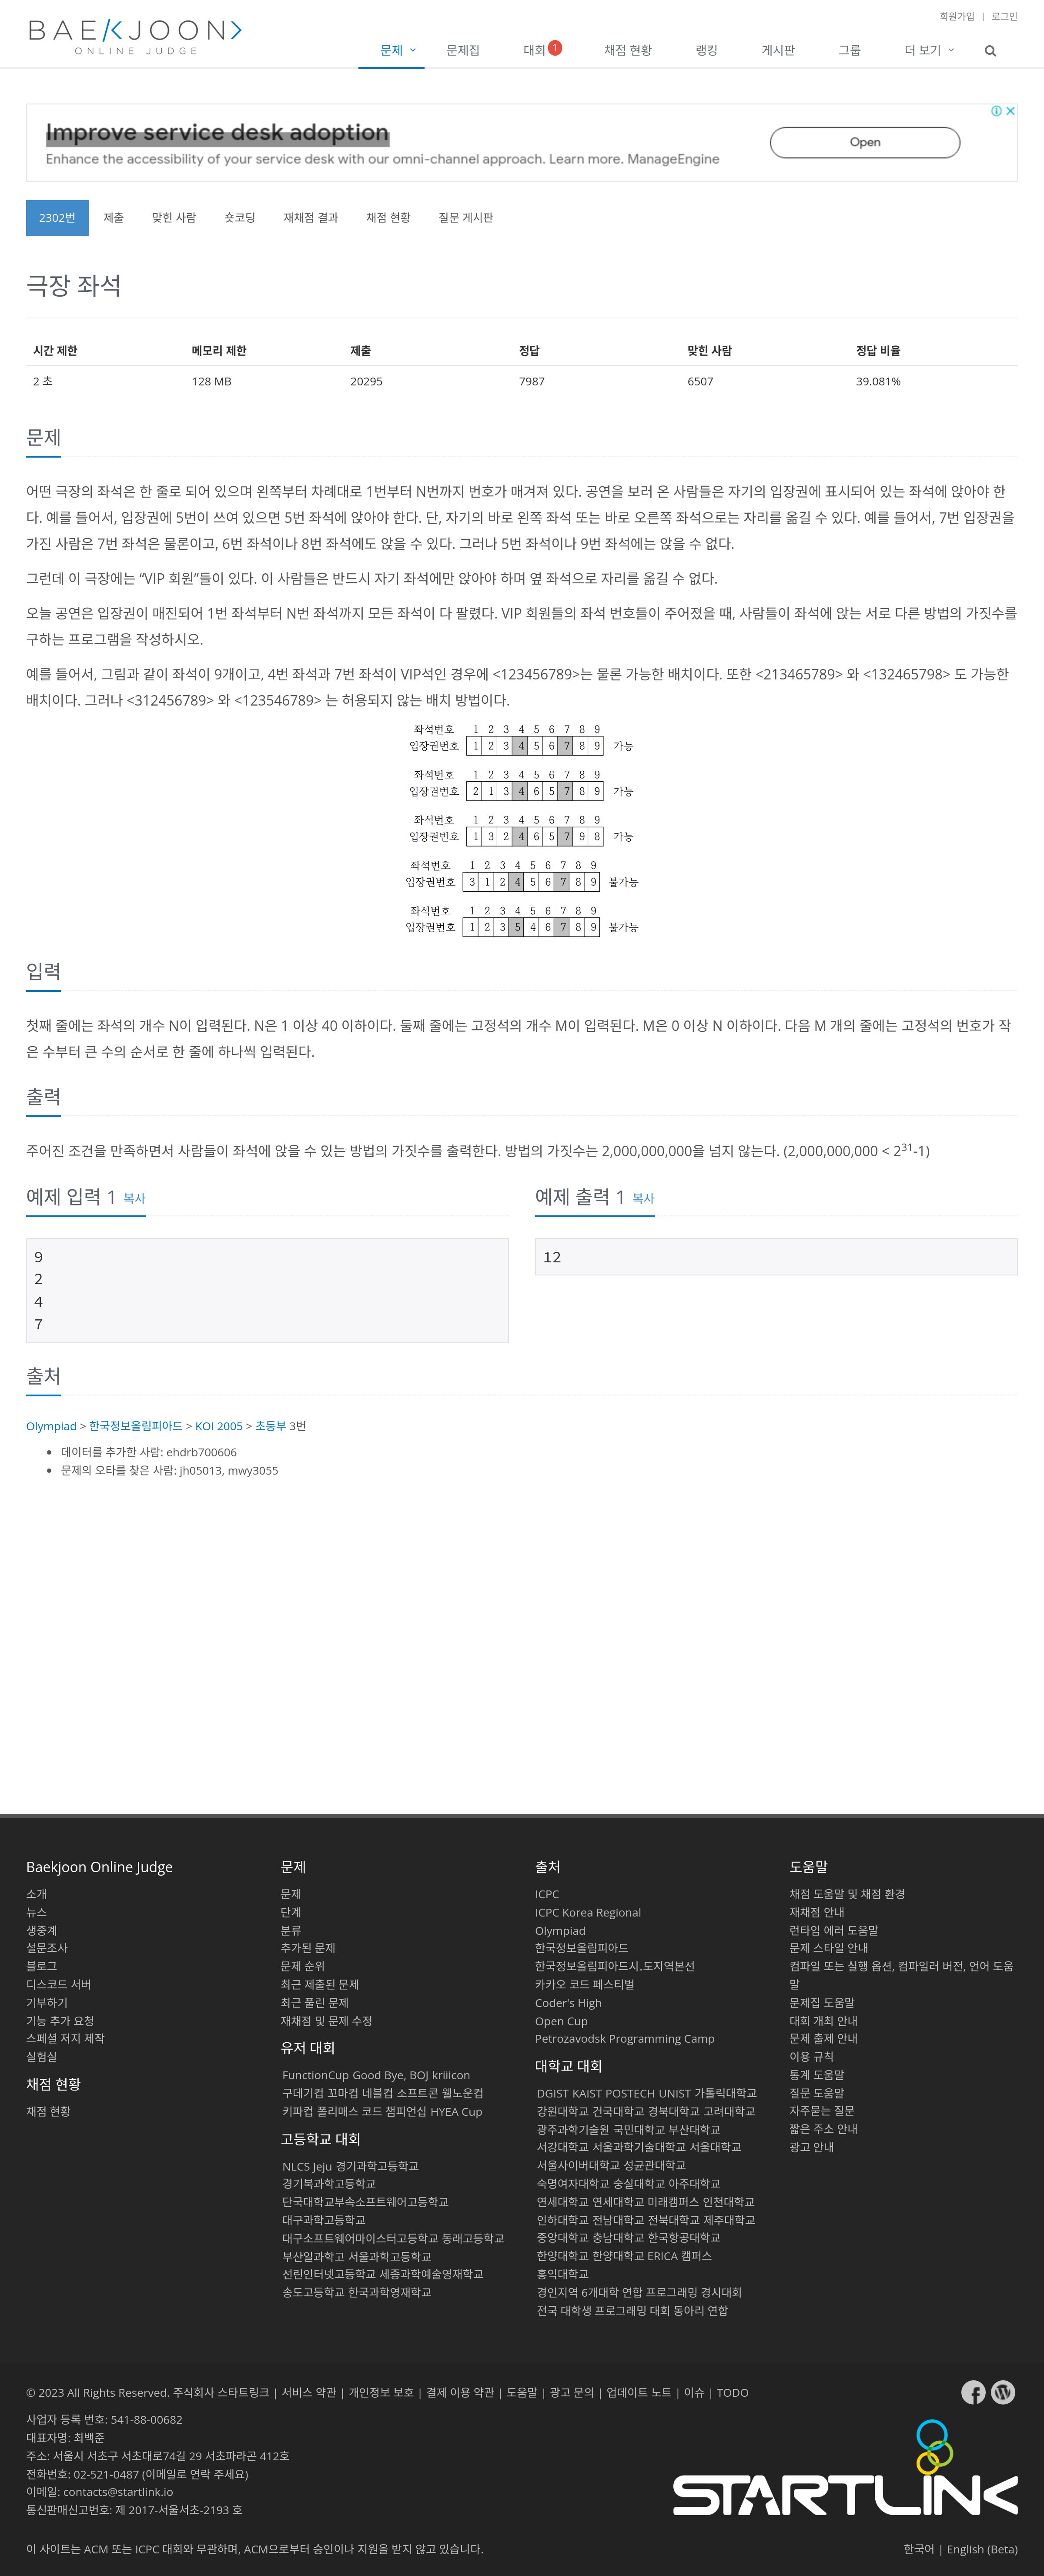 회원가입 | 로그인
BAEKJOON>
ONLINE JUDGE
문제 문제집 대회 1 채점 현황 랭킹 게시판 그룹 더 보기
Improve service desk adoption
Enhance the accessibility of your service desk with our omni-channel approach. Learn more. ManageEngine
Open
2302번 제출 맞힌 사람 숏코딩 재채점 결과 채점 현황 질문 게시판
극장 좌석
시간 제한 메모리 제한 제출 정답 맞힌 사람 정답 비율
2 초 128 MB 20295 7987 6507 39.081%
문제
어떤 극장의 좌석은 한 줄로 되어 있으며 왼쪽부터 차례대로 1번부터 N번까지 번호가 매겨져 있다. 공연을 보러 온 사람들은 자기의 입장권에 표시되어 있는 좌석에 앉아야 한
다. 예를 들어서, 입장권에 5번이 쓰여 있으면 5번 좌석에 앉아야 한다. 단, 자기의 바로 왼쪽 좌석 또는 바로 오른쪽 좌석으로는 자리를 옮길 수 있다. 예를 들어서, 7번 입장권을
가진 사람은 7번 좌석은 물론이고, 6번 좌석이나 8번 좌석에도 앉을 수 있다. 그러나 5번 좌석이나 9번 좌석에는 앉을 수 없다.
그런데 이 극장에는 “VIP 회원”들이 있다. 이 사람들은 반드시 자기 좌석에만 앉아야 하며 옆 좌석으로 자리를 옮길 수 없다.
오늘 공연은 입장권이 매진되어 1번 좌석부터 N번 좌석까지 모든 좌석이 다 팔렸다. VIP 회원들의 좌석 번호들이 주어졌을 때, 사람들이 좌석에 앉는 서로 다른 방법의 가짓수를
구하는 프로그램을 작성하시오.
예를 들어서, 그림과 같이 좌석이 9개이고, 4번 좌석과 7번 좌석이 VIP석인 경우에 <123456789>는 물론 가능한 배치이다. 또한 <213465789> 와 <132465798> 도 가능한
배치이다. 그러나 <312456789> 와 <123546789> 는 허용되지 않는 배치 방법이다.
좌석번호 1 2 3 4 5 6 7 8 9
입장권번호 1 2 3 4 5 6 7 8 9 가능
좌석번호 1 2 3 4 5 6 7 8 9
입장권번호 2 1 3 4 6 5 7 8 9 가능
좌석번호 1 2 3 4 5 6 7 8 9
입장권번호 1 3 2 4 6 5 7 9 8 가능
좌석번호 1 2 3 4 5 6 7 8 9
입장권번호 3 1 2 4 5 6 7 8 9 불가능
좌석번호 1 2 3 4 5 6 7 8 9
입장권번호 1 2 3 5 4 6 7 8 9 불가능
입력
첫째 줄에는 좌석의 개수 N이 입력된다. N은 1 이상 40 이하이다. 둘째 줄에는 고정석의 개수 M이 입력된다. M은 0 이상 N 이하이다. 다음 M 개의 줄에는 고정석의 번호가 작
은 수부터 큰 수의 순서로 한 줄에 하나씩 입력된다.
출력
주어진 조건을 만족하면서 사람들이 좌석에 앉을 수 있는 방법의 가짓수를 출력한다. 방법의 가짓수는 2,000,000,000을 넘지 않는다. (2,000,000,000 < 2^31-1)
예제 입력 1 복사
9
2
4
7
예제 출력 1 복사
12
출처
Olympiad > 한국정보올림피아드 > KOI 2005 > 초등부 3번
• 데이터를 추가한 사람: ehdrb700606
• 문제의 오타를 찾은 사람: jh05013, mwy3055
Baekjoon Online Judge
소개
뉴스
생중계
설문조사
블로그
디스코드 서버
기부하기
기능 추가 요청
스페셜 저지 제작
실험실
채점 현황
채점 현황
문제
문제
단계
분류
추가된 문제
문제 순위
최근 제출된 문제
최근 풀린 문제
재채점 및 문제 수정
유저 대회
FunctionCup Good Bye, BOJ kriiicon
구데기컵 꼬마컵 네블컵 소프트콘 웰노운컵
키파컵 폴리매스 코드 챔피언십 HYEA Cup
고등학교 대회
NLCS Jeju 경기과학고등학교
경기북과학고등학교
단국대학교부속소프트웨어고등학교
대구과학고등학교
대구소프트웨어마이스터고등학교 동래고등학교
부산일과학고 서울과학고등학교
선린인터넷고등학교 세종과학예술영재학교
송도고등학교 한국과학영재학교
출처
ICPC
ICPC Korea Regional
Olympiad
한국정보올림피아드
한국정보올림피아드시.도지역본선
카카오 코드 페스티벌
Coder's High
Open Cup
Petrozavodsk Programming Camp
대학교 대회
DGIST KAIST POSTECH UNIST 가톨릭대학교
강원대학교 건국대학교 경북대학교 고려대학교
광주과학기술원 국민대학교 부산대학교
서강대학교 서울과학기술대학교 서울대학교
서울사이버대학교 성균관대학교
숙명여자대학교 숭실대학교 아주대학교
연세대학교 연세대학교 미래캠퍼스 인천대학교
인하대학교 전남대학교 전북대학교 제주대학교
중앙대학교 충남대학교 한국항공대학교
한양대학교 한양대학교 ERICA 캠퍼스
홍익대학교
경인지역 6개대학 연합 프로그래밍 경시대회
전국 대학생 프로그래밍 대회 동아리 연합
도움말
채점 도움말 및 채점 환경
재채점 안내
런타임 에러 도움말
문제 스타일 안내
컴파일 또는 실행 옵션, 컴파일러 버전, 언어 도움
말
문제집 도움말
대회 개최 안내
문제 출제 안내
이용 규칙
통계 도움말
질문 도움말
자주묻는 질문
짧은 주소 안내
광고 안내
© 2023 All Rights Reserved. 주식회사 스타트링크 | 서비스 약관 | 개인정보 보호 | 결제 이용 약관 | 도움말 | 광고 문의 | 업데이트 노트 | 이슈 | TODO
사업자 등록 번호: 541-88-00682
대표자명: 최백준
주소: 서울시 서초구 서초대로74길 29 서초파라곤 412호
전화번호: 02-521-0487 (이메일로 연락 주세요)
이메일: contacts@startlink.io
통신판매신고번호: 제 2017-서울서초-2193 호
STARTLINK
이 사이트는 ACM 또는 ICPC 대회와 무관하며, ACM으로부터 승인이나 지원을 받지 않고 있습니다.
한국어 | English (Beta)